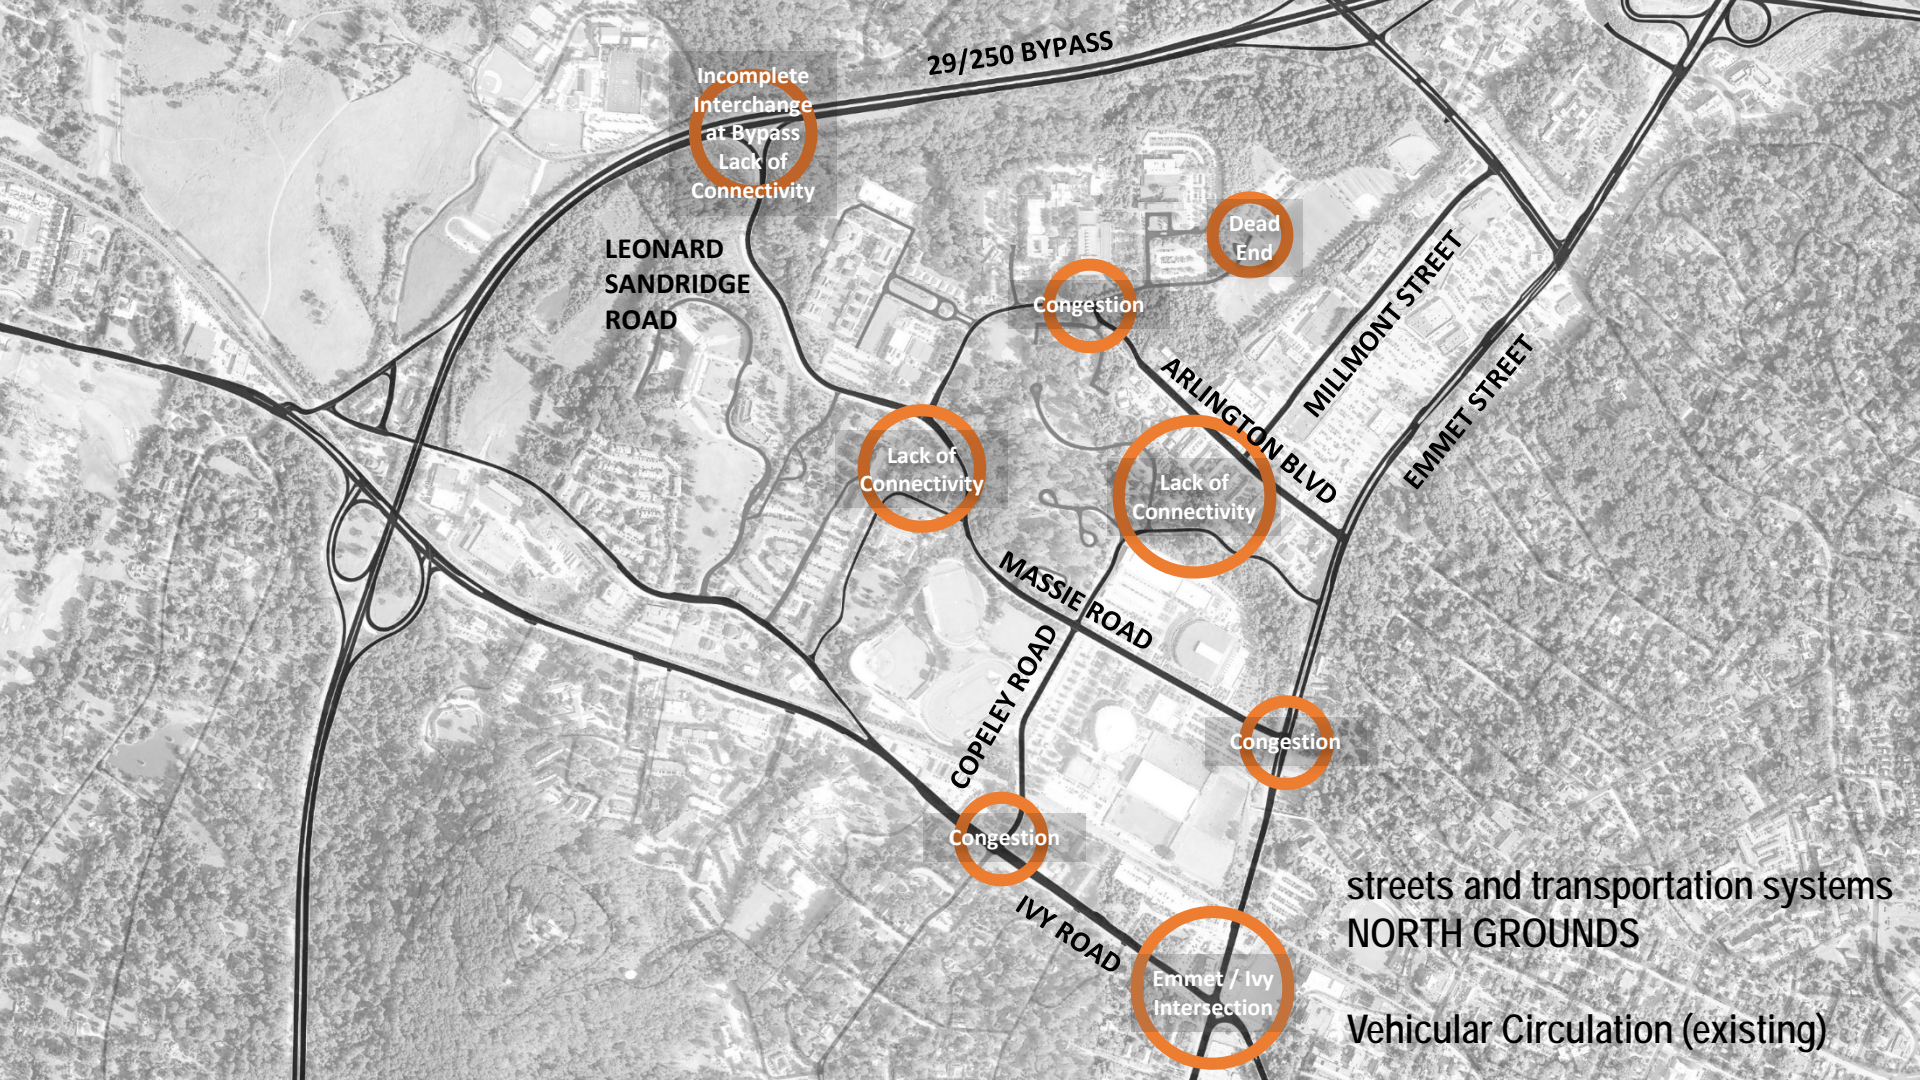 29/250 BYPASS
Incomplete
Interchange
at Bypass
Lack of
Connectivity
LEONARD
SANDRIDGE
ROAD
Dead
End
Congestion
MILLMONT STREET
EMMET STREET
ARLINGTON BLVD
Lack of
Connectivity
Lack of
Connectivity
MASSIE ROAD
COPELEY ROAD
Congestion
Congestion
IVY ROAD
Emmet / Ivy
Intersection
streets and transportation systems
NORTH GROUNDS
Vehicular Circulation (existing)